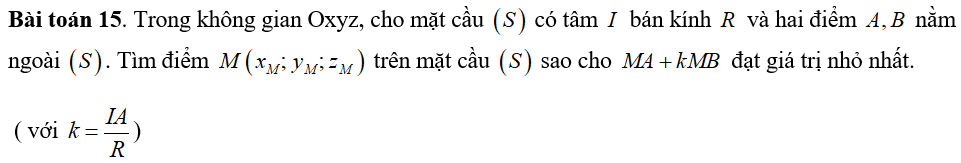 Bài toán 15. Trong không gian Oxyz, cho mặt cầu (S) có tâm I bán kính R và hai điểm A, B nằm
ngoài (S). Tìm điểm M(x_M; y_M; z_M) trên mặt cầu (S) sao cho MA + kMB đạt giá trị nhỏ nhất.
( với k = IA/R )